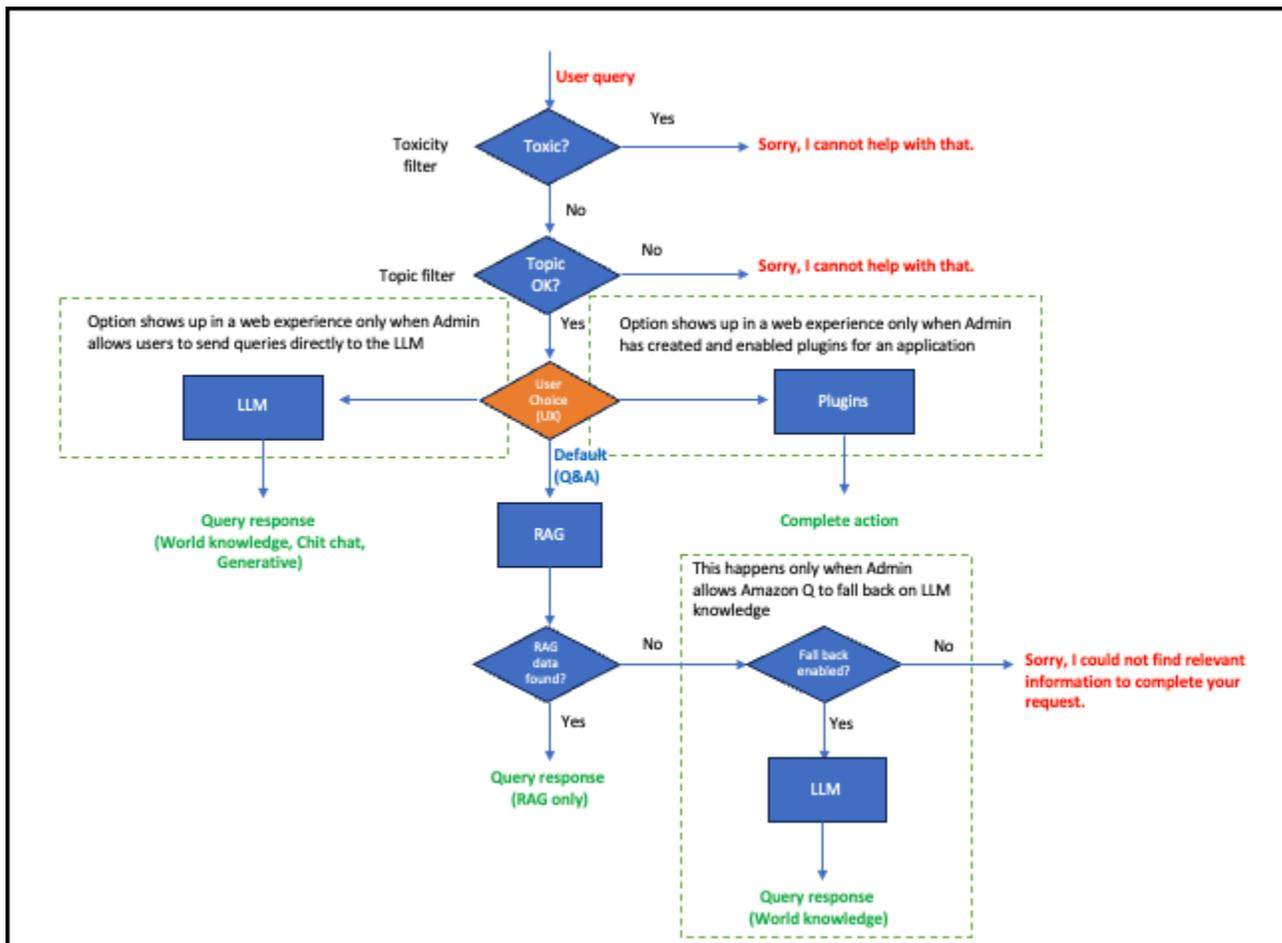 User query
Yes
Toxicity
filter
Toxic?
Sorry, I cannot help with that.
No
No
Topic filter
Topic
OK?
Sorry, I cannot help with that.
Option shows up in a web experience only when Admin
allows users to send queries directly to the LLM
Yes
Option shows up in a web experience only when Admin
has created and enabled plugins for an application
LLM
User
Choice
(UX)
Plugins
Default
(Q&A)
Query response
(World knowledge, Chit chat,
Generative)
RAG
Complete action
This happens only when Admin
allows Amazon Q to fall back on LLM
knowledge
RAG
data
found?
No
Fall back
enabled?
No
Sorry, I could not find relevant
information to complete your
request.
Yes
Yes
Query response
(RAG only)
LLM
Query response
(World knowledge)